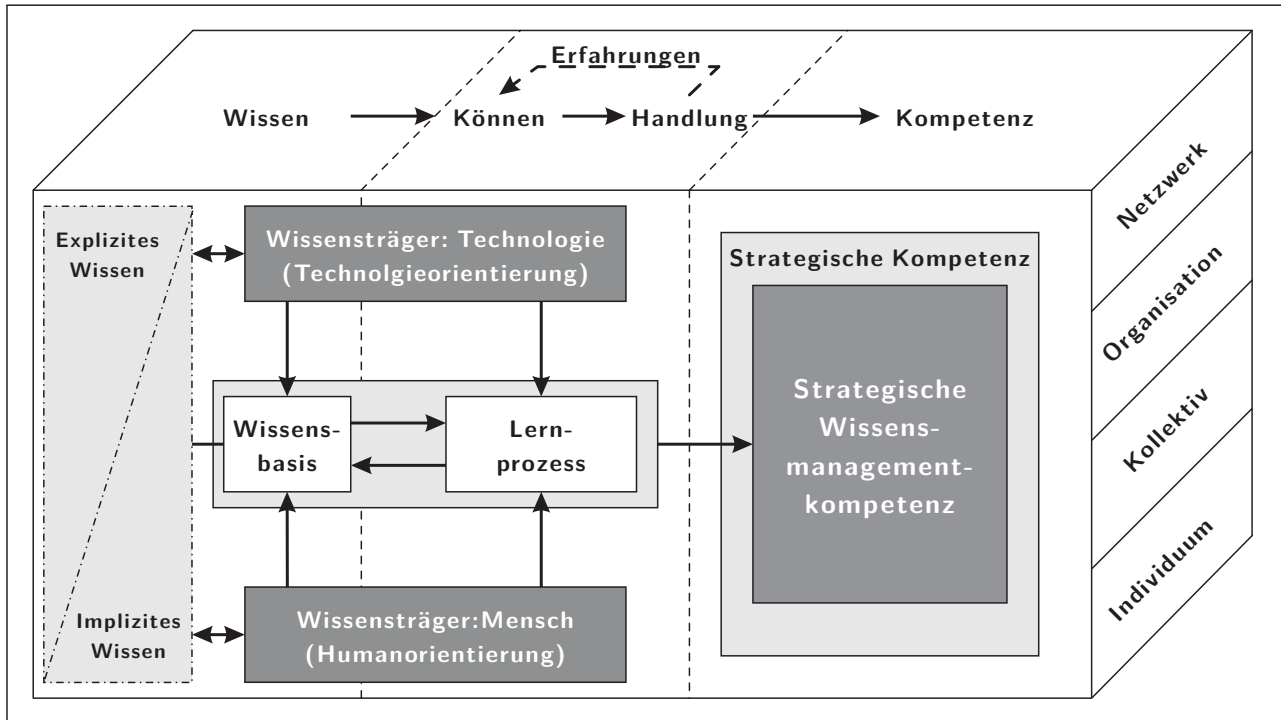 Erfahrungen
Wissen
Können
Handlung
Kompetenz
Netzwerk
Organisation
Kollektiv
Individuum
Explizites
Wissen
Wissensträger: Technologie
(Technolgieorientierung)
Strategische Kompetenz
Wissens-
basis
Lern-
prozess
Strategische
Wissens-
management-
kompetenz
Implizites
Wissen
Wissensträger:Mensch
(Humanorientierung)